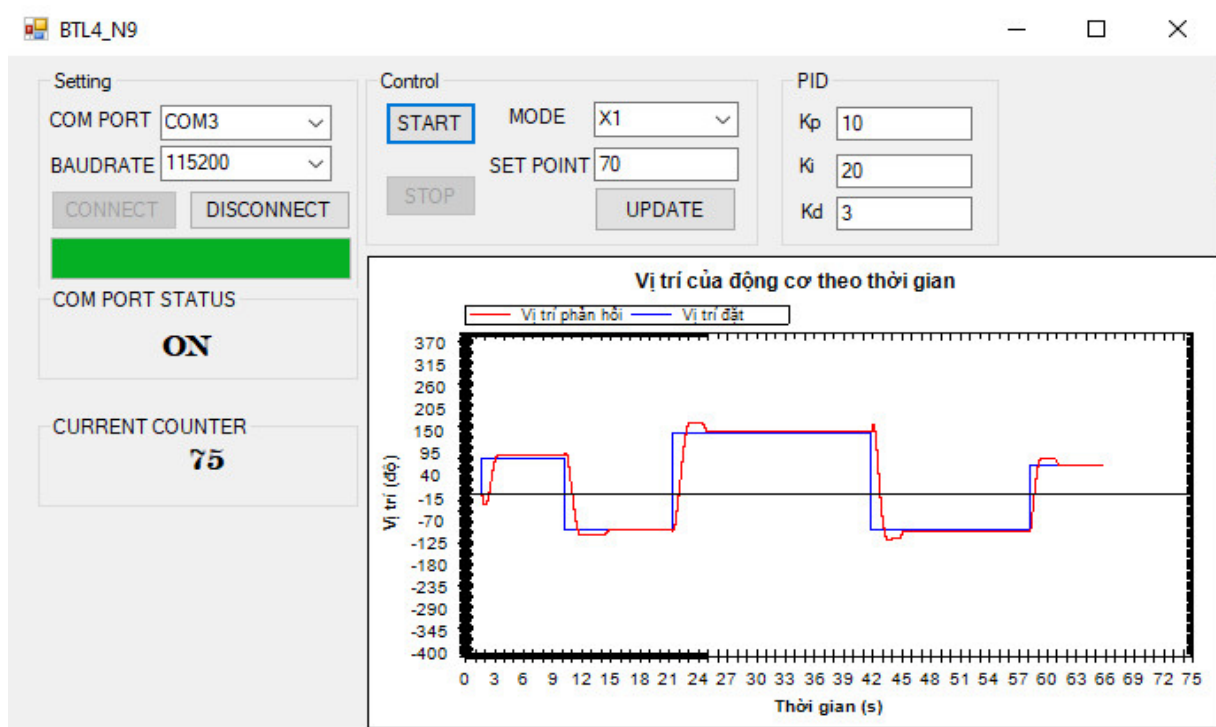 BTL4_N9
Setting
COM PORT COM3
BAUDRATE 115200
CONNECT DISCONNECT
COM PORT STATUS
ON
CURRENT COUNTER
75
Control
START MODE X1
SET POINT 70
STOP UPDATE
PID
Kp 10
Ki 20
Kd 3
Vị trí của động cơ theo thời gian
Vị trí phản hồi Vị trí đặt
Vị trí (độ)
370
315
260
205
150
95
40
-15
-70
-125
-180
-235
-290
-345
-400
0 3 6 9 12 15 18 21 24 27 30 33 36 39 42 45 48 51 54 57 60 63 66 69 72 75
Thời gian (s)